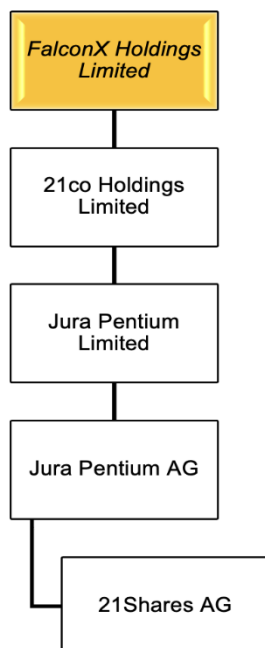 FalconX Holdings
Limited
21co Holdings
Limited
Jura Pentium
Limited
Jura Pentium AG
21Shares AG